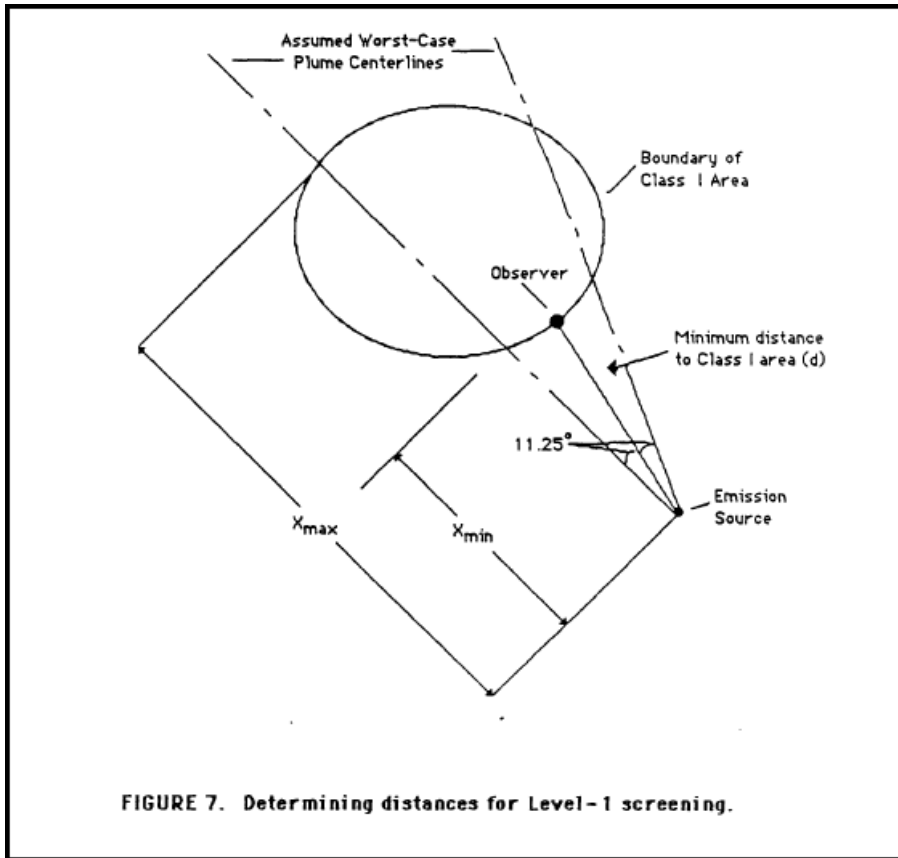 Assumed Worst-Case
Plume Centerlines
Boundary of
Class I Area
Observer
Minimum distance
to Class I area (d)
11.25°
Emission
Source
Xmax
Xmin
FIGURE 7. Determining distances for Level-1 screening.